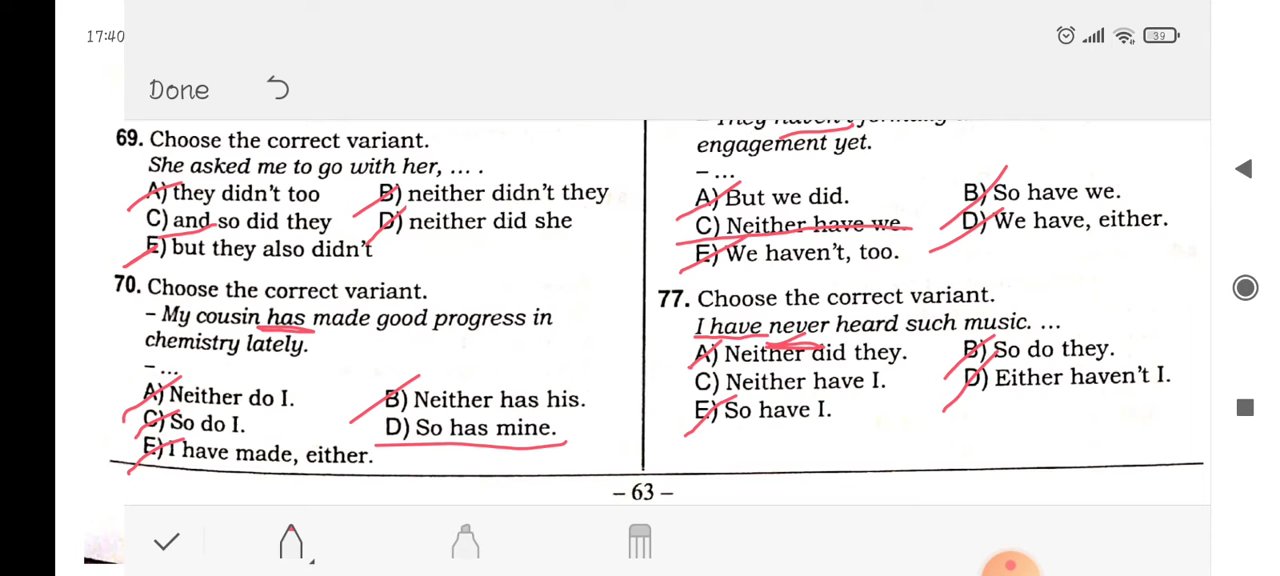 17:40
39
Done
69. Choose the correct variant.
She asked me to go with her, ... .
A) they didn't too
B) neither didn't they
C) and so did they
D) neither did she
E) but they also didn't
70. Choose the correct variant.
– My cousin has made good progress in
chemistry lately.
– ...
A) Neither do I.
B) Neither has his.
C) So do I.
D) So has mine.
E) I have made, either.
– They haven't
engagement yet.
– ...
A) But we did.
B) So have we.
C) Neither have we.
D) We have, either.
E) We haven't, too.
77. Choose the correct variant.
I have never heard such music. ...
A) Neither did they.
B) So do they.
C) Neither have I.
D) Either haven't I.
E) So have I.
– 63 –